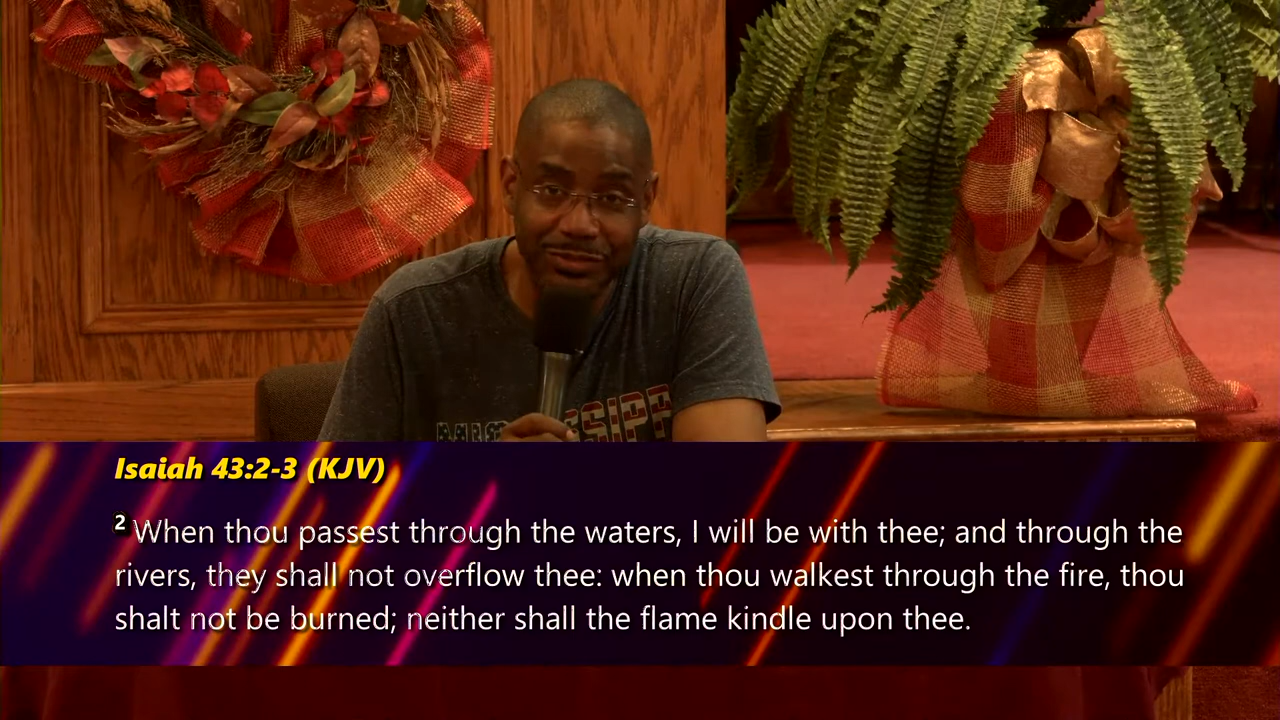 Isaiah 43:2-3 (KJV)
2 When thou passest through the waters, I will be with thee; and through the
rivers, they shall not overflow thee: when thou walkest through the fire, thou
shalt not be burned; neither shall the flame kindle upon thee.